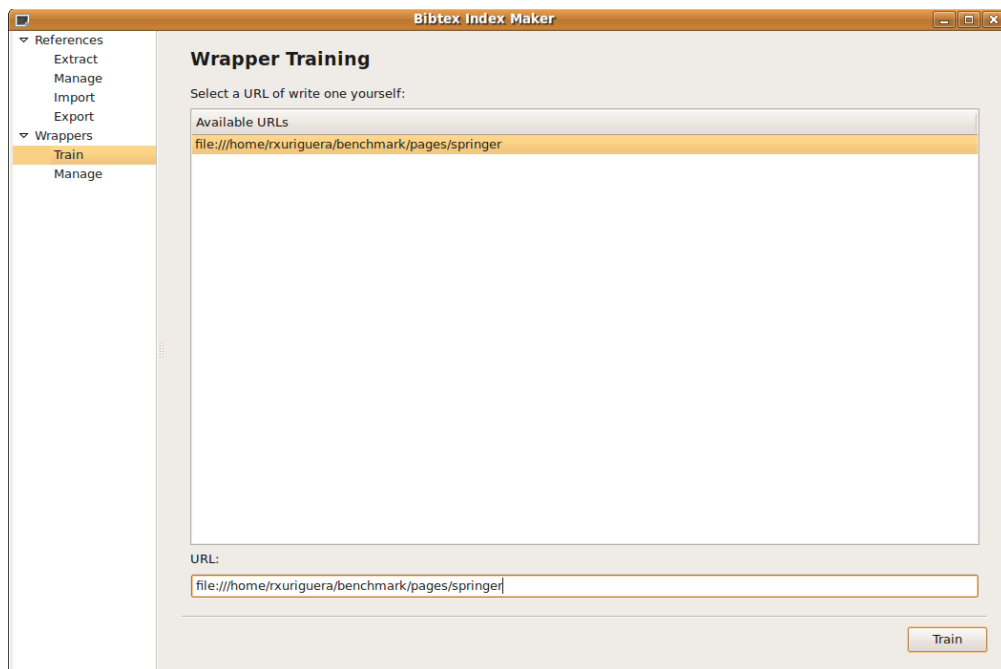 Bibtex Index Maker
References
Extract
Manage
Import
Export
Wrappers
Train
Manage
Wrapper Training
Select a URL of write one yourself:
Available URLs
file:///home/rxuriguera/benchmark/pages/springer
URL:
file:///home/rxuriguera/benchmark/pages/springer
Train